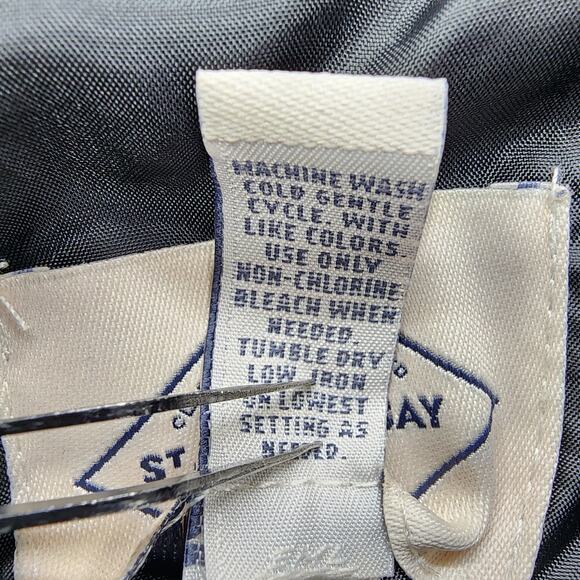 MACHINE WASH
COLD GENTLE
CYCLE. WITH
LIKE COLORS.
USE ONLY
NON-CHLORINE
BLEACH WHEN
NEEDED.
TUMBLE DRY
LOW. IRON
ON LOWEST
SETTING AS
NEEDED.
ST
BAY